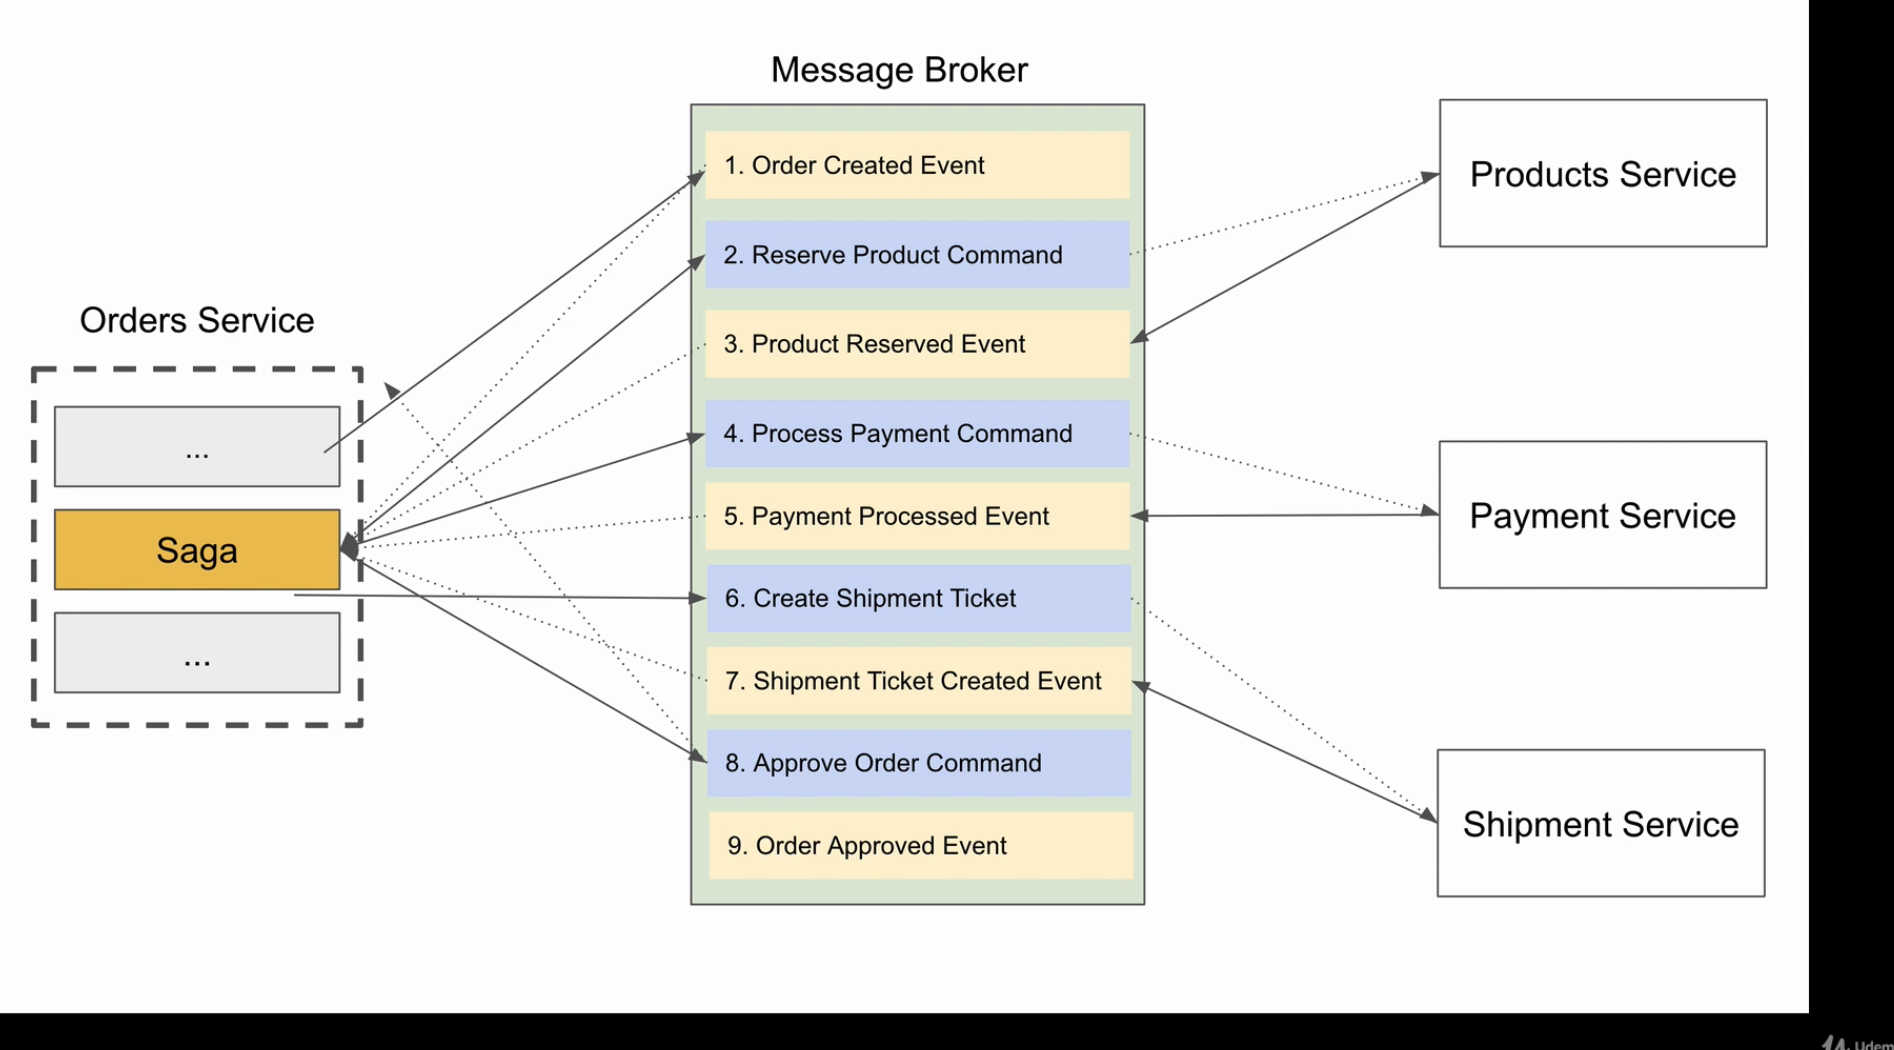 Message Broker
1. Order Created Event
Products Service
2. Reserve Product Command
Orders Service
3. Product Reserved Event
...
4. Process Payment Command
5. Payment Processed Event
Payment Service
Saga
6. Create Shipment Ticket
...
7. Shipment Ticket Created Event
8. Approve Order Command
Shipment Service
9. Order Approved Event